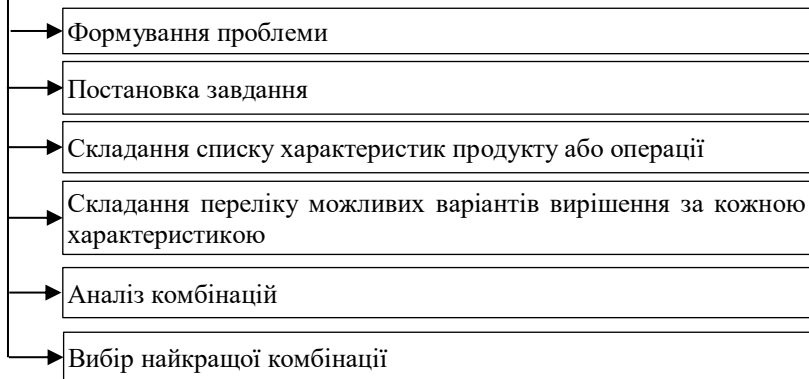 Формування проблеми
Постановка завдання
Складання списку характеристик продукту або операції
Складання переліку можливих варіантів вирішення за кожною
характеристикою
Аналіз комбінацій
Вибір найкращої комбінації